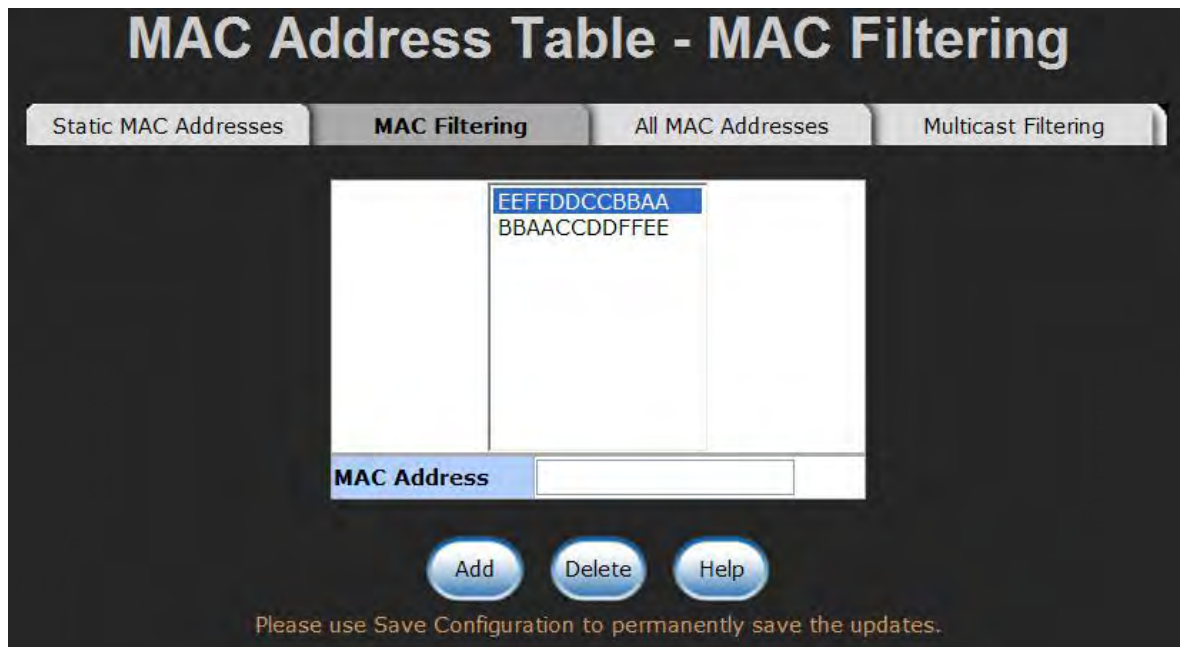 MAC Address Table - MAC Filtering
Static MAC Addresses MAC Filtering All MAC Addresses Multicast Filtering
EEFFDDCCBBAA
BBAACCDDFFEE
MAC Address
Add Delete Help
Please use Save Configuration to permanently save the updates.